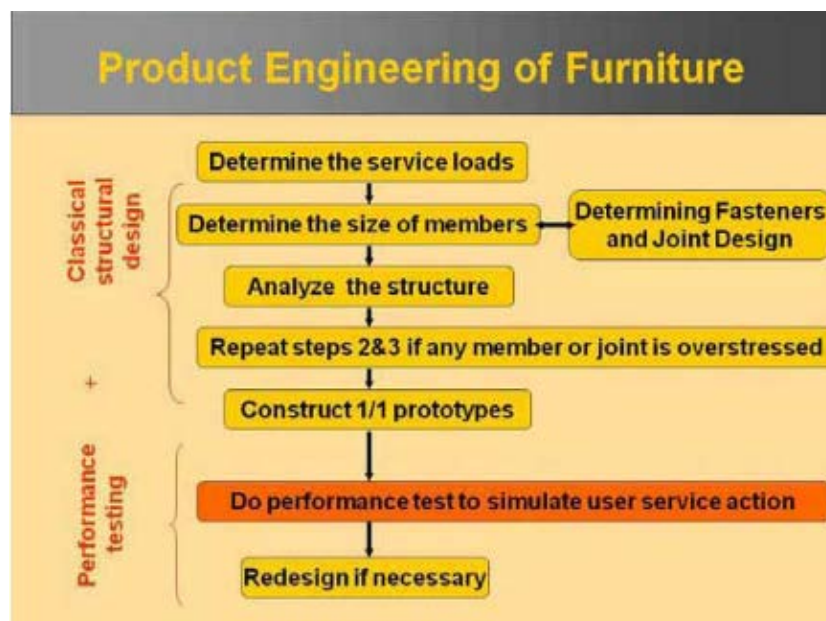 Product Engineering of Furniture
Classical
structural
design
+
Performance
testing
Determine the service loads
Determine the size of members
Determining Fasteners
and Joint Design
Analyze the structure
Repeat steps 2&3 if any member or joint is overstressed
Construct 1/1 prototypes
Do performance test to simulate user service action
Redesign if necessary